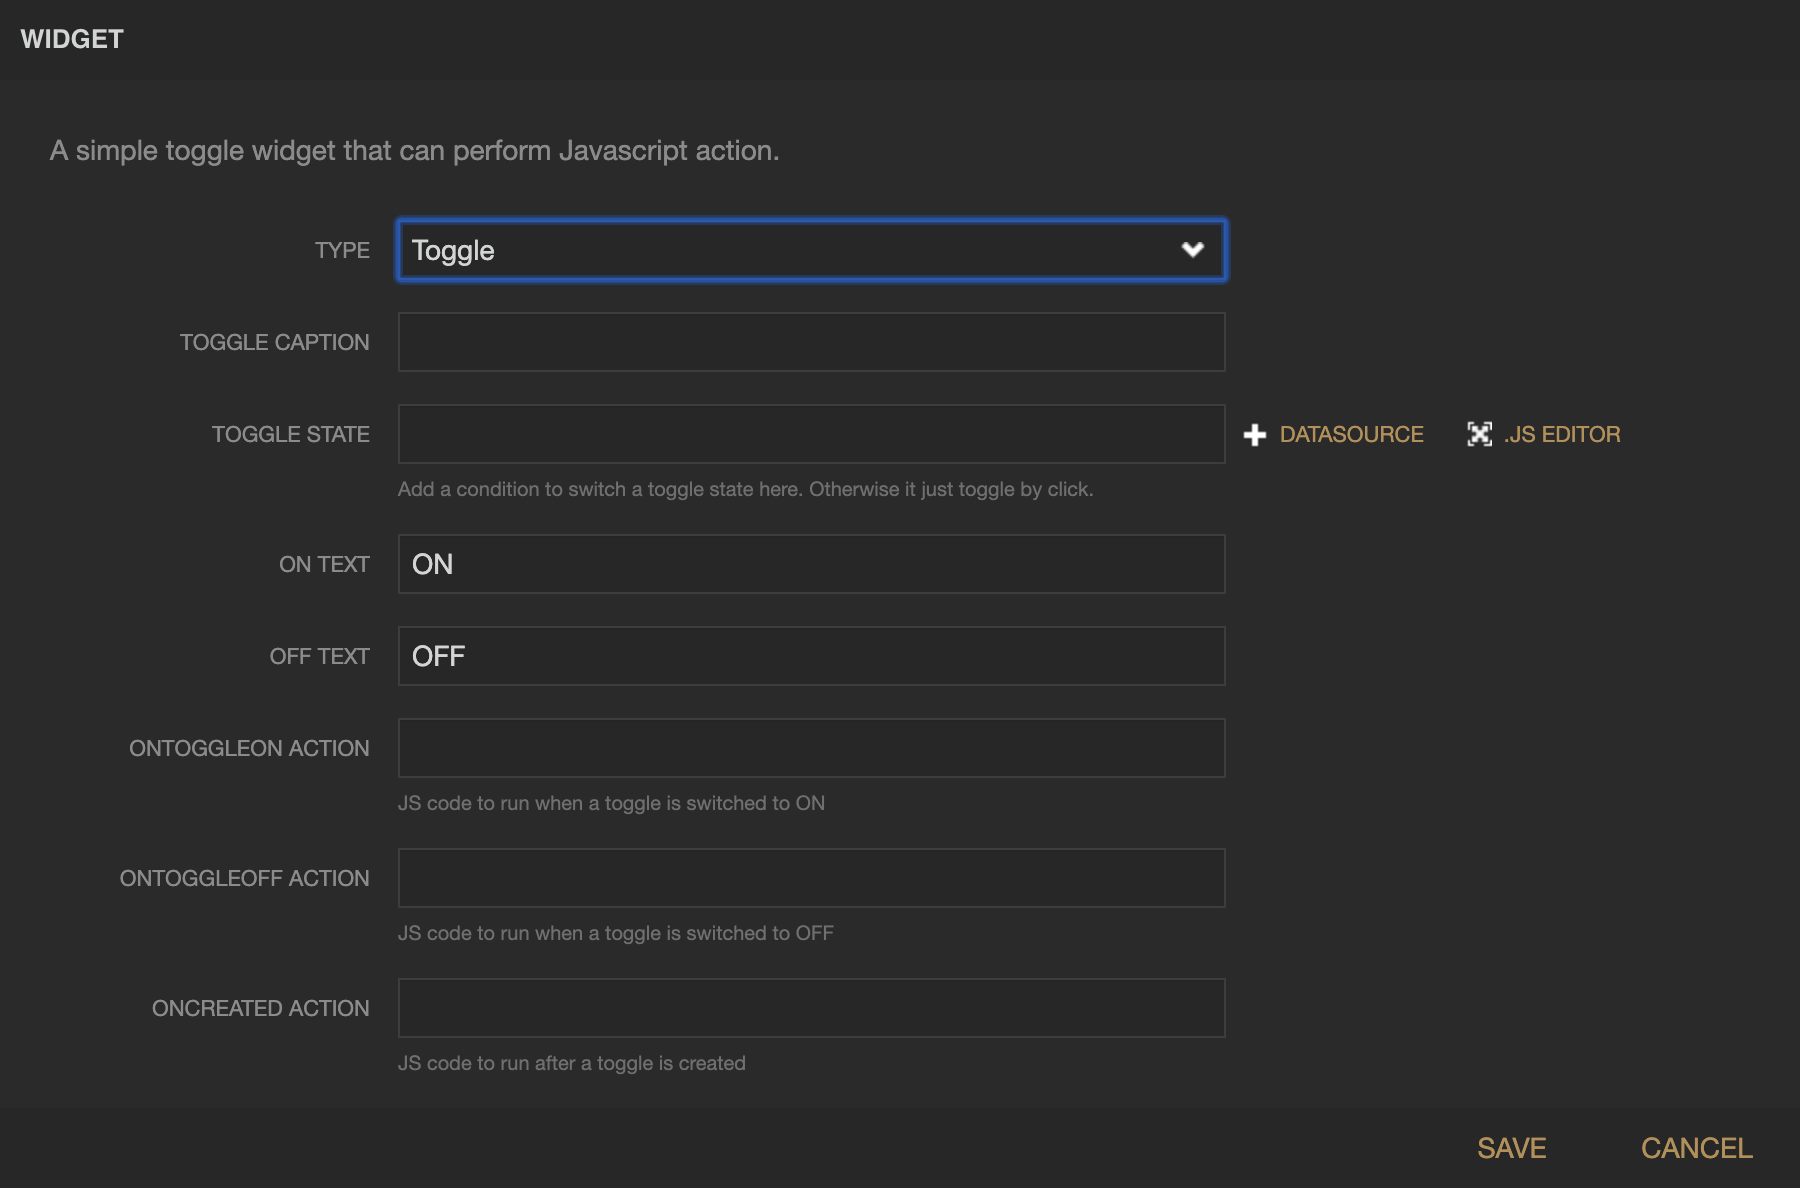 WIDGET
A simple toggle widget that can perform Javascript action.
TYPE Toggle
TOGGLE CAPTION
TOGGLE STATE DATASOURCE .JS EDITOR
Add a condition to switch a toggle state here. Otherwise it just toggle by click.
ON TEXT ON
OFF TEXT OFF
ONTOGGLEON ACTION
JS code to run when a toggle is switched to ON
ONTOGGLEOFF ACTION
JS code to run when a toggle is switched to OFF
ONCREATED ACTION
JS code to run after a toggle is created
SAVE CANCEL